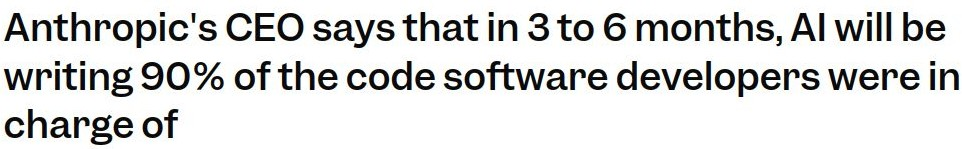 Anthropic's CEO says that in 3 to 6 months, AI will be
writing 90% of the code software developers were in
charge of